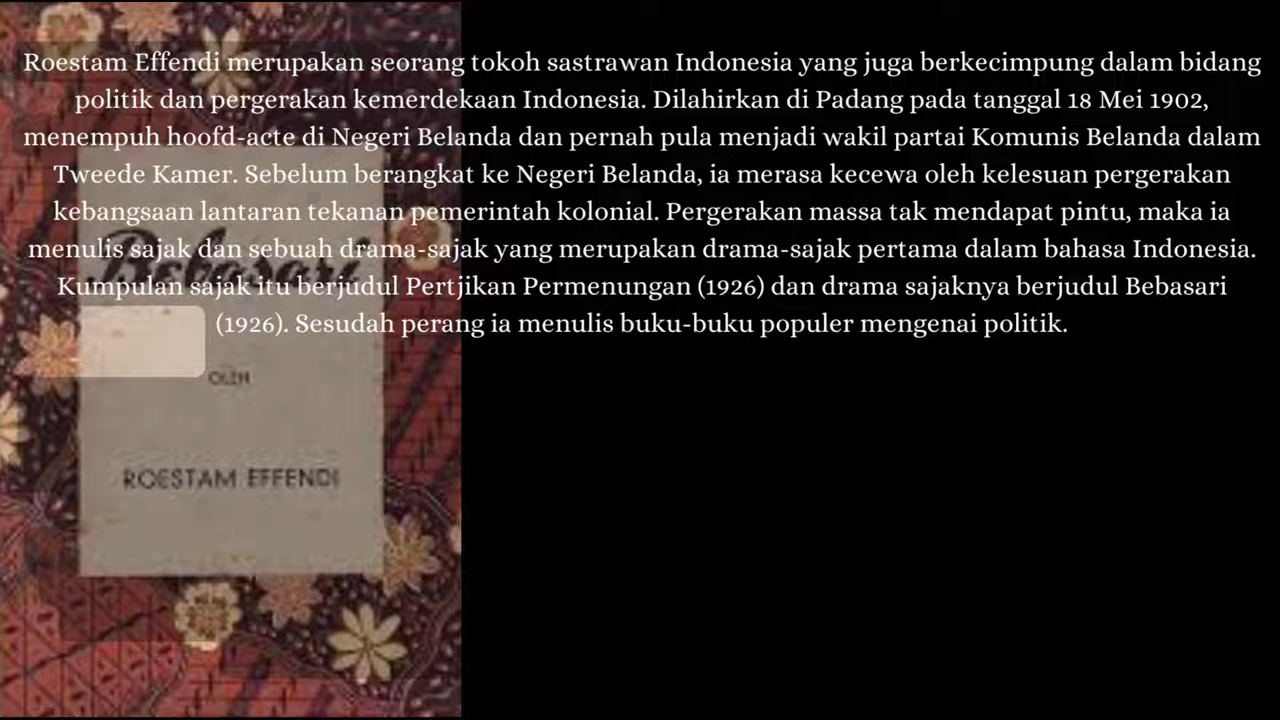 Roestam Effendi merupakan seorang tokoh sastrawan Indonesia yang juga berkecimpung dalam bidang
politik dan pergerakan kemerdekaan Indonesia. Dilahirkan di Padang pada tanggal 18 Mei 1902,
menempuh hoofd-acte di Negeri Belanda dan pernah pula menjadi wakil partai Komunis Belanda dalam
Tweede Kamer. Sebelum berangkat ke Negeri Belanda, ia merasa kecewa oleh kelesuan pergerakan
kebangsaan lantaran tekanan pemerintah kolonial. Pergerakan massa tak mendapat pintu, maka ia
menulis sajak dan sebuah drama-sajak yang merupakan drama-sajak pertama dalam bahasa Indonesia.
Kumpulan sajak itu berjudul Pertjikan Permenungan (1926) dan drama sajaknya berjudul Bebasari
(1926). Sesudah perang ia menulis buku-buku populer mengenai politik.
Bebasari
OLEH
ROESTAM EFFENDI